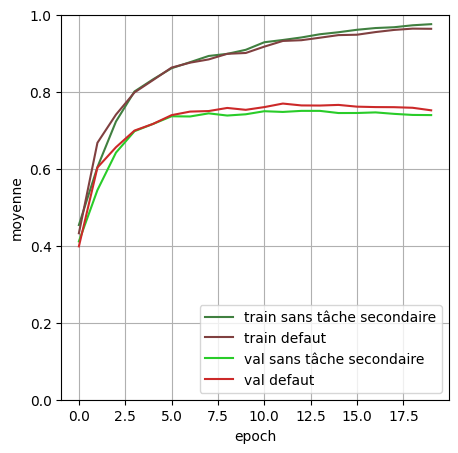 1.0
0.8
0.6
0.4
0.2
0.0
moyenne
train sans tâche secondaire
train defaut
val sans tâche secondaire
val defaut
0.0 2.5 5.0 7.5 10.0 12.5 15.0 17.5
epoch